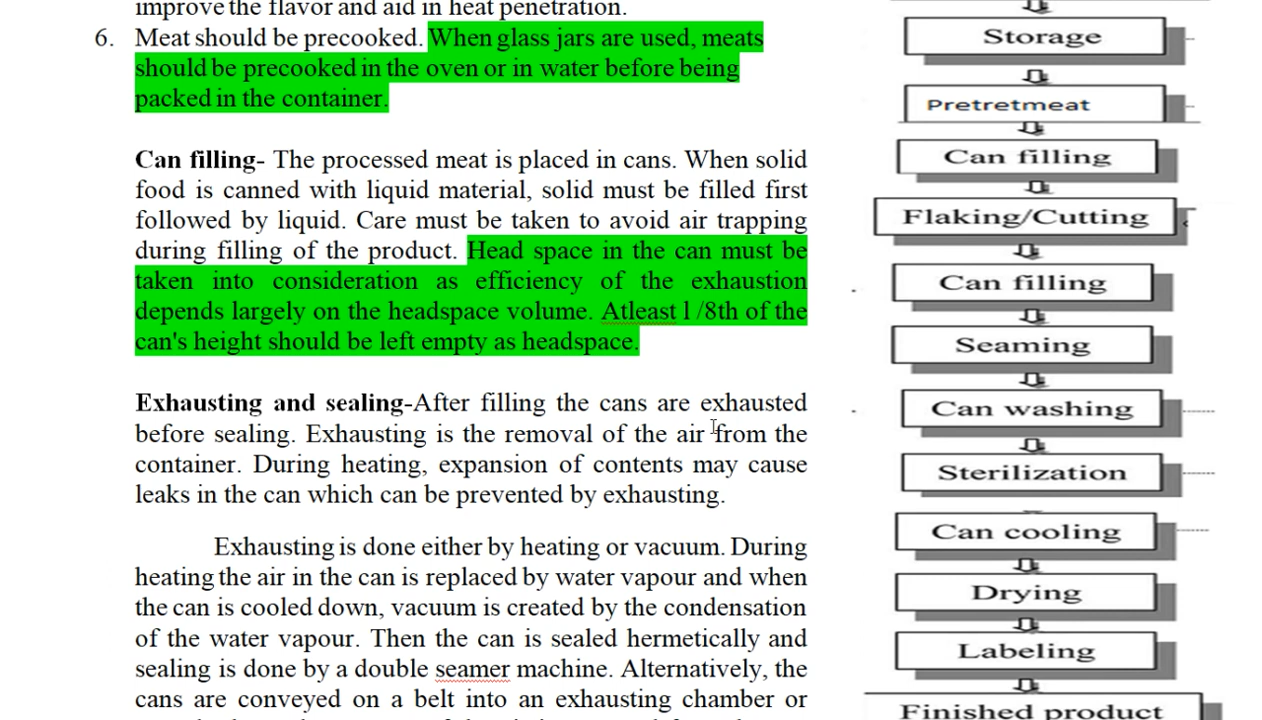 improve the flavor and aid in heat penetration.
6. Meat should be precooked. When glass jars are used, meats
should be precooked in the oven or in water before being
packed in the container.
Can filling- The processed meat is placed in cans. When solid
food is canned with liquid material, solid must be filled first
followed by liquid. Care must be taken to avoid air trapping
during filling of the product. Head space in the can must be
taken into consideration as efficiency of the exhaustion
depends largely on the headspace volume. Atleast 1/8th of the
can's height should be left empty as headspace.
Exhausting and sealing-After filling the cans are exhausted
before sealing. Exhausting is the removal of the air from the
container. During heating, expansion of contents may cause
leaks in the can which can be prevented by exhausting.
Exhausting is done either by heating or vacuum. During
heating the air in the can is replaced by water vapour and when
the can is cooled down, vacuum is created by the condensation
of the water vapour. Then the can is sealed hermetically and
sealing is done by a double seamer machine. Alternatively, the
cans are conveyed on a belt into an exhausting chamber or
Storage
Pretretmeat
Can filling
Flaking/Cutting
Can filling
Seaming
Can washing
Sterilization
Can cooling
Drying
Labeling
Finished product